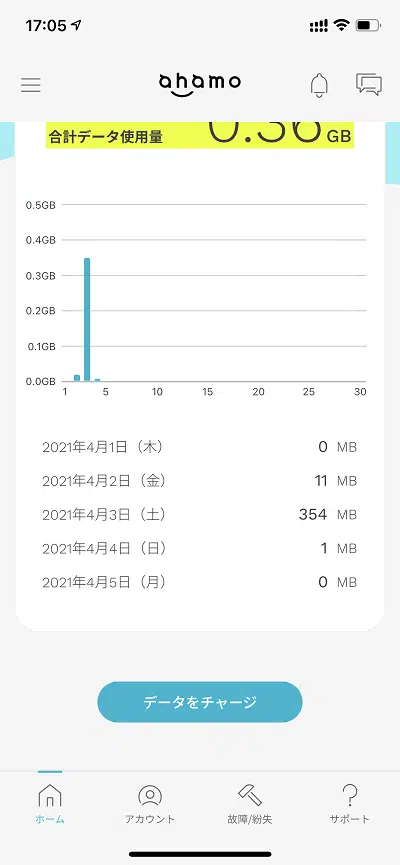 17:05
ahamo
合計データ使用量 0.36 GB
0.5GB
0.4GB
0.3GB
0.2GB
0.1GB
0.0GB
1 5 10 15 20 25 30
2021年4月1日（木） 0 MB
2021年4月2日（金） 11 MB
2021年4月3日（土） 354 MB
2021年4月4日（日） 1 MB
2021年4月5日（月） 0 MB
データをチャージ
ホーム アカウント 故障/紛失 サポート